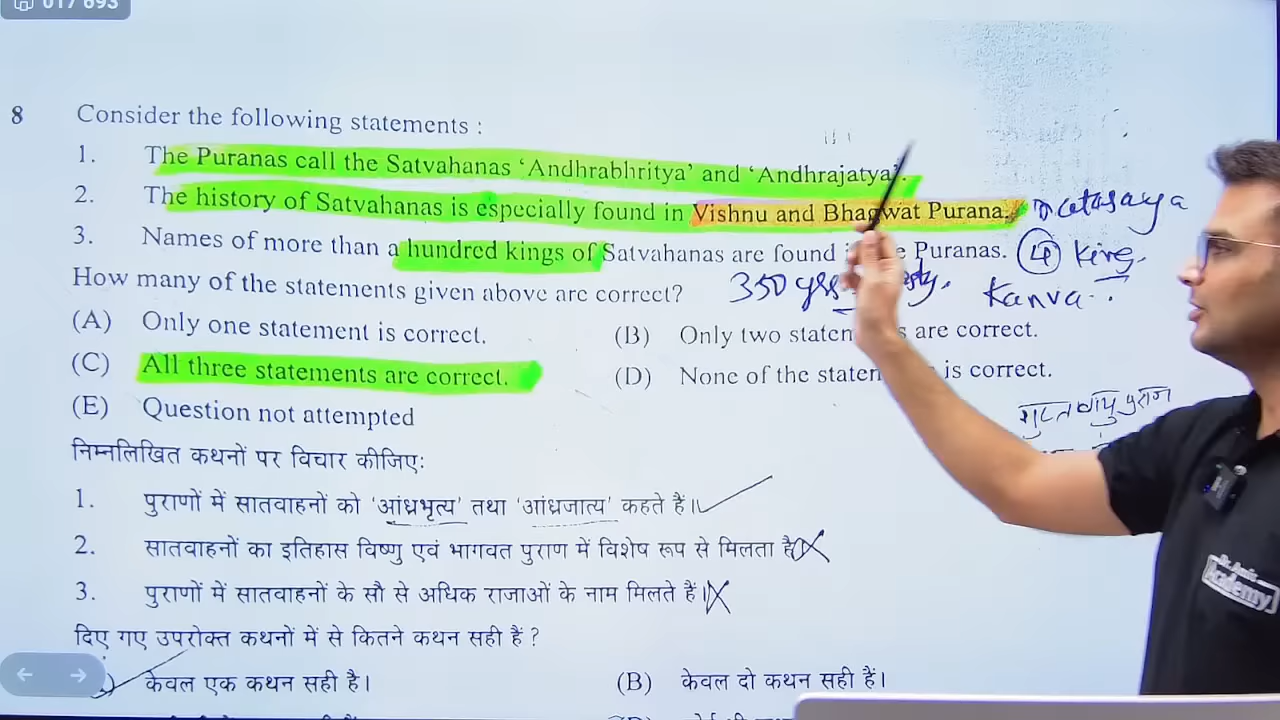 017 693
8 Consider the following statements :
1. The Puranas call the Satvahanas ‘Andhrabhritya’ and ‘Andhrajatya’.
2. The history of Satvahanas is especially found in Vishnu and Bhagwat Purana. matasaya
3. Names of more than a hundred kings of Satvahanas are found Puranas. 4 king.
How many of the statements given above are correct? 350 yrs Kanva
(A) Only one statement is correct. (B) Only two are correct.
(C) All three statements are correct. (D) None of the is correct.
(E) Question not attempted
गुप्त वायु पुराण
निम्नलिखित कथनों पर विचार कीजिए:
1. पुराणों में सातवाहनों को ‘आंध्रभृत्य’ तथा ‘आंध्रजात्य’ कहते हैं।
2. सातवाहनों का इतिहास विष्णु एवं भागवत पुराण में विशेष रूप से मिलता है
3. पुराणों में सातवाहनों के सौ से अधिक राजाओं के नाम मिलते हैं।
दिए गए उपरोक्त कथनों में से कितने कथन सही हैं ?
केवल एक कथन सही है। (B) केवल दो कथन सही हैं।
Academy